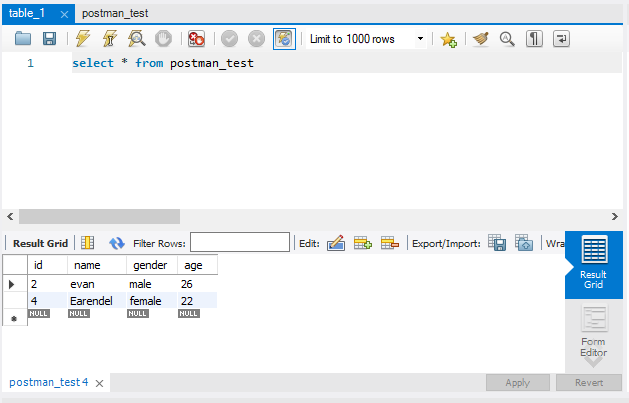 table_1 × postman_test
Limit to 1000 rows
1 select * from postman_test
Result Grid Filter Rows: Edit: Export/Import: Wra
id name gender age
2 evan male 26
4 Earendel female 22
NULL NULL NULL NULL
Result
Grid
Form
Editor
postman_test 4 × Apply Revert